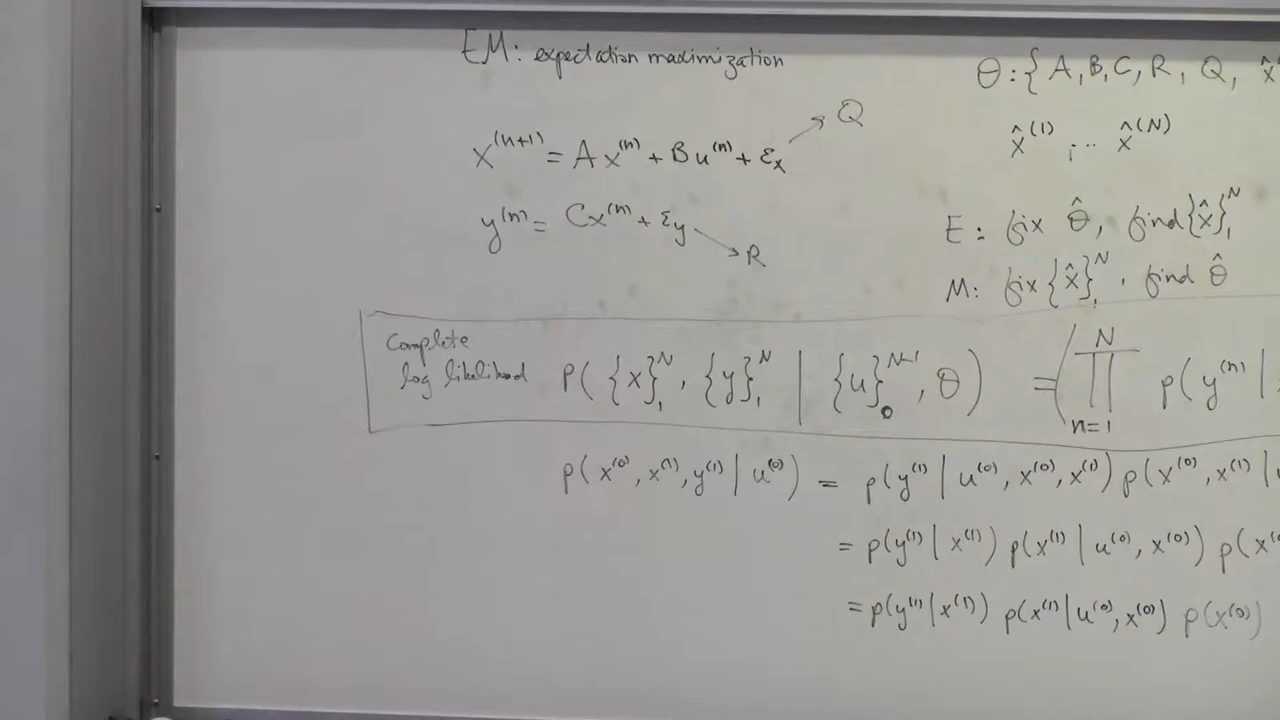 EM: expectation maximization
θ:{ A, B, C, R, Q, x̂
x^(n+1) = A x^(n) + B u^(n) + ε_x → Q
x̂^(1) , ... x̂^(N)
y^(n) = C x^(n) + ε_y → R
E: fix θ̂, find {x̂}_1^N
M: fix {x̂}_1^N, find θ̂
Complete
log likelihood p( {x}_1^N, {y}_1^N | {u}_0^N-1, θ ) = ( ∏_{n=1}^N p( y^(n) |
p( x^(0), x^(1), y^(1) | u^(0) ) = p( y^(1) | u^(0), x^(0), x^(1) ) p( x^(0), x^(1) |
= p( y^(1) | x^(1) ) p( x^(1) | u^(0), x^(0) ) p( x
= p( y^(1) | x^(1) ) p( x^(1) | u^(0), x^(0) ) p( x^(0) )